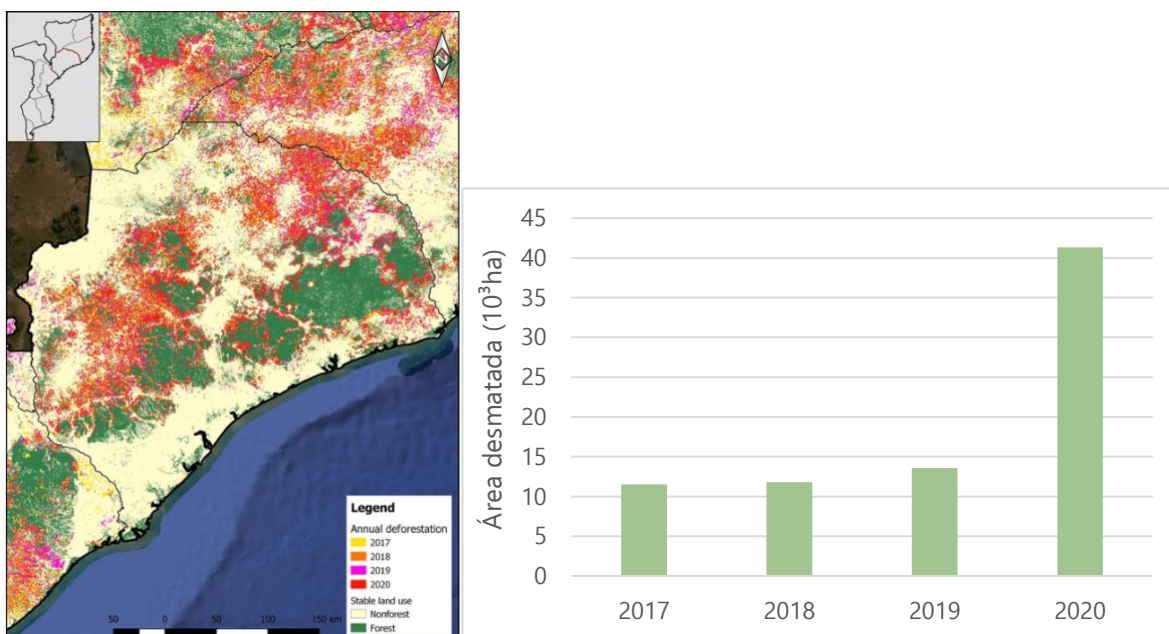 Legend
Annual deforestation
2017
2018
2019
2020
Stable land use
Nonforest
Forest
50 0 50 100 150 km
Área desmatada (10³ha)
45
40
35
30
25
20
15
10
5
0
2017 2018 2019 2020